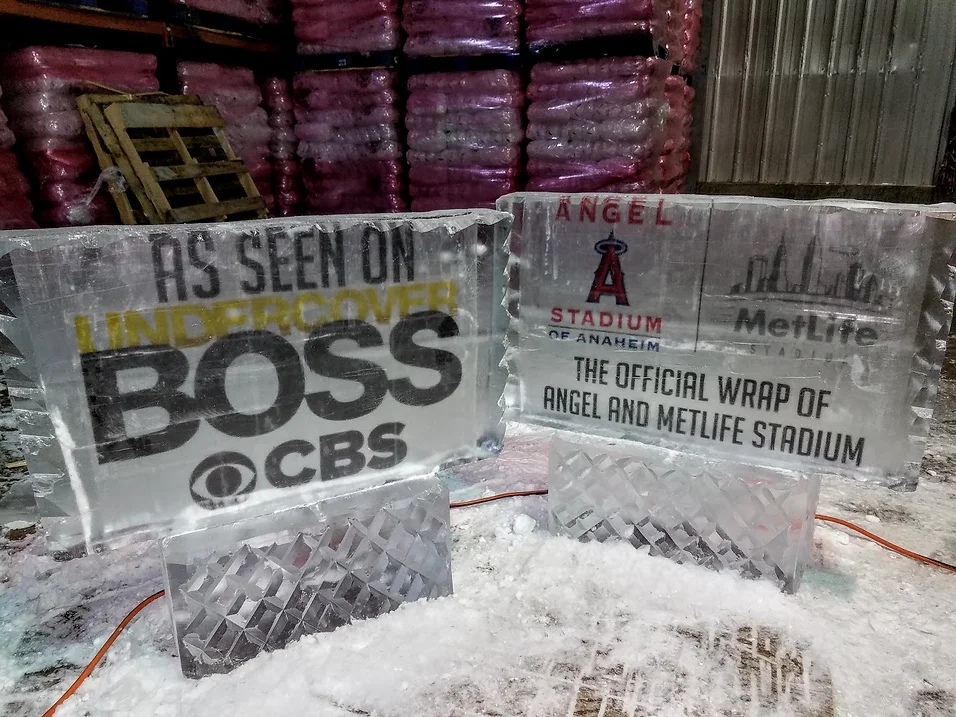 AS SEEN ON
UNDERCOVER
BOSS
CBS
ANGEL
A
STADIUM
OF ANAHEIM
MetLife
STADIUM
THE OFFICIAL WRAP OF
ANGEL AND METLIFE STADIUM